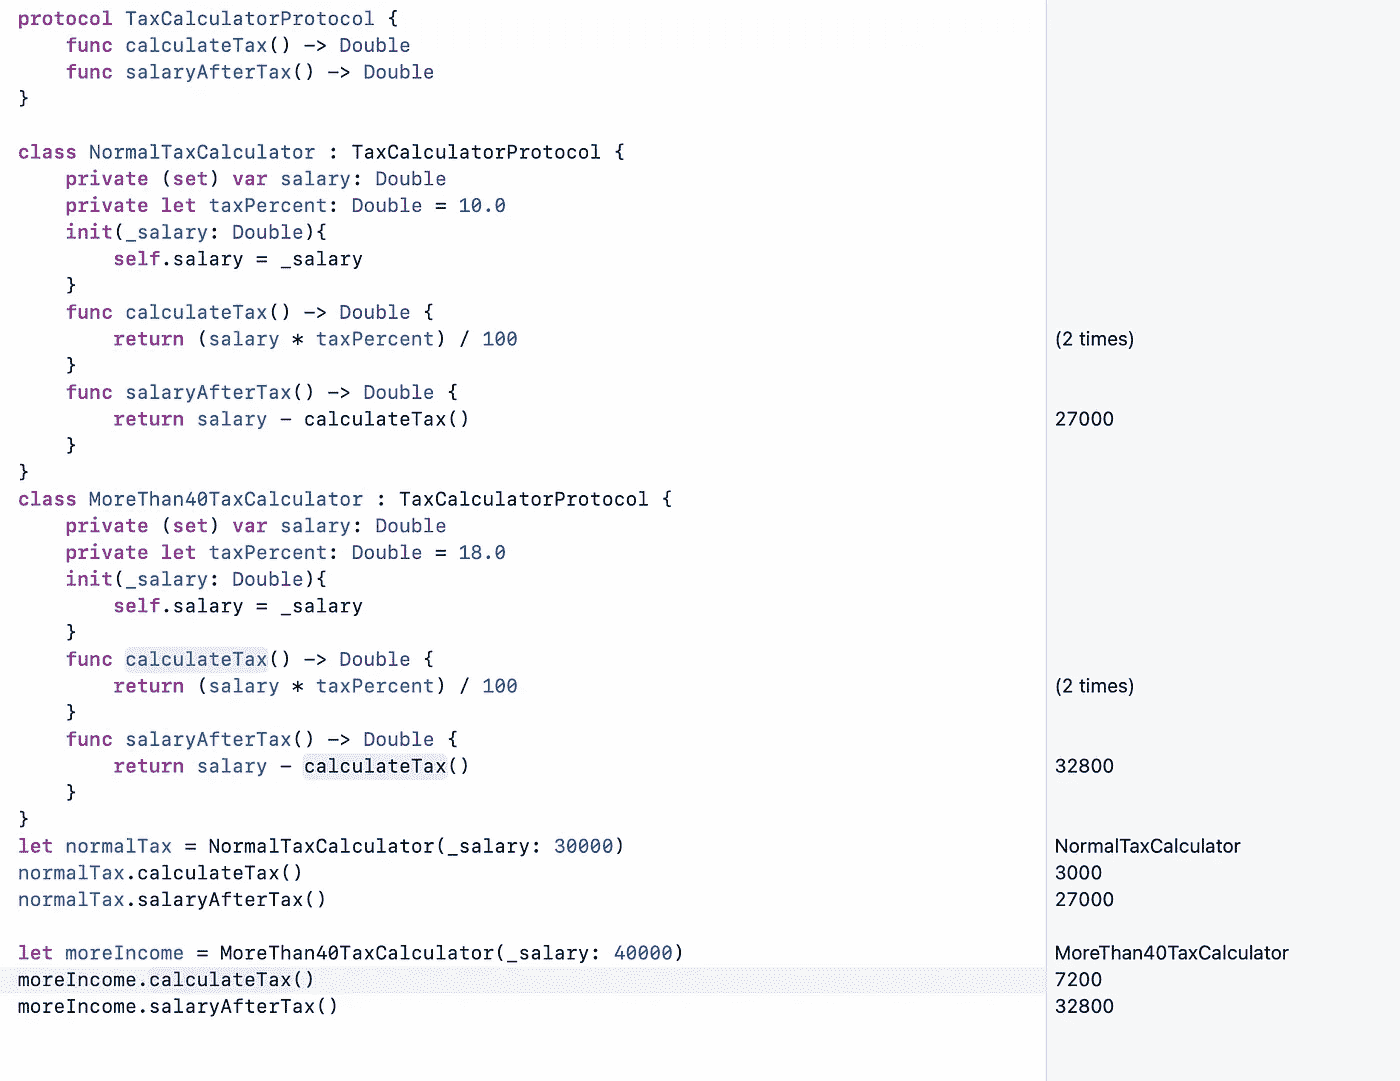 protocol TaxCalculatorProtocol {
    func calculateTax() -> Double
    func salaryAfterTax() -> Double
}

class NormalTaxCalculator : TaxCalculatorProtocol {
    private (set) var salary: Double
    private let taxPercent: Double = 10.0
    init(_salary: Double){
        self.salary = _salary
    }
    func calculateTax() -> Double {
        return (salary * taxPercent) / 100 (2 times)
    }
    func salaryAfterTax() -> Double {
        return salary - calculateTax() 27000
    }
}
class MoreThan40TaxCalculator : TaxCalculatorProtocol {
    private (set) var salary: Double
    private let taxPercent: Double = 18.0
    init(_salary: Double){
        self.salary = _salary
    }
    func calculateTax() -> Double {
        return (salary * taxPercent) / 100 (2 times)
    }
    func salaryAfterTax() -> Double {
        return salary - calculateTax() 32800
    }
}
let normalTax = NormalTaxCalculator(_salary: 30000) NormalTaxCalculator
normalTax.calculateTax() 3000
normalTax.salaryAfterTax() 27000

let moreIncome = MoreThan40TaxCalculator(_salary: 40000) MoreThan40TaxCalculator
moreIncome.calculateTax() 7200
moreIncome.salaryAfterTax() 32800